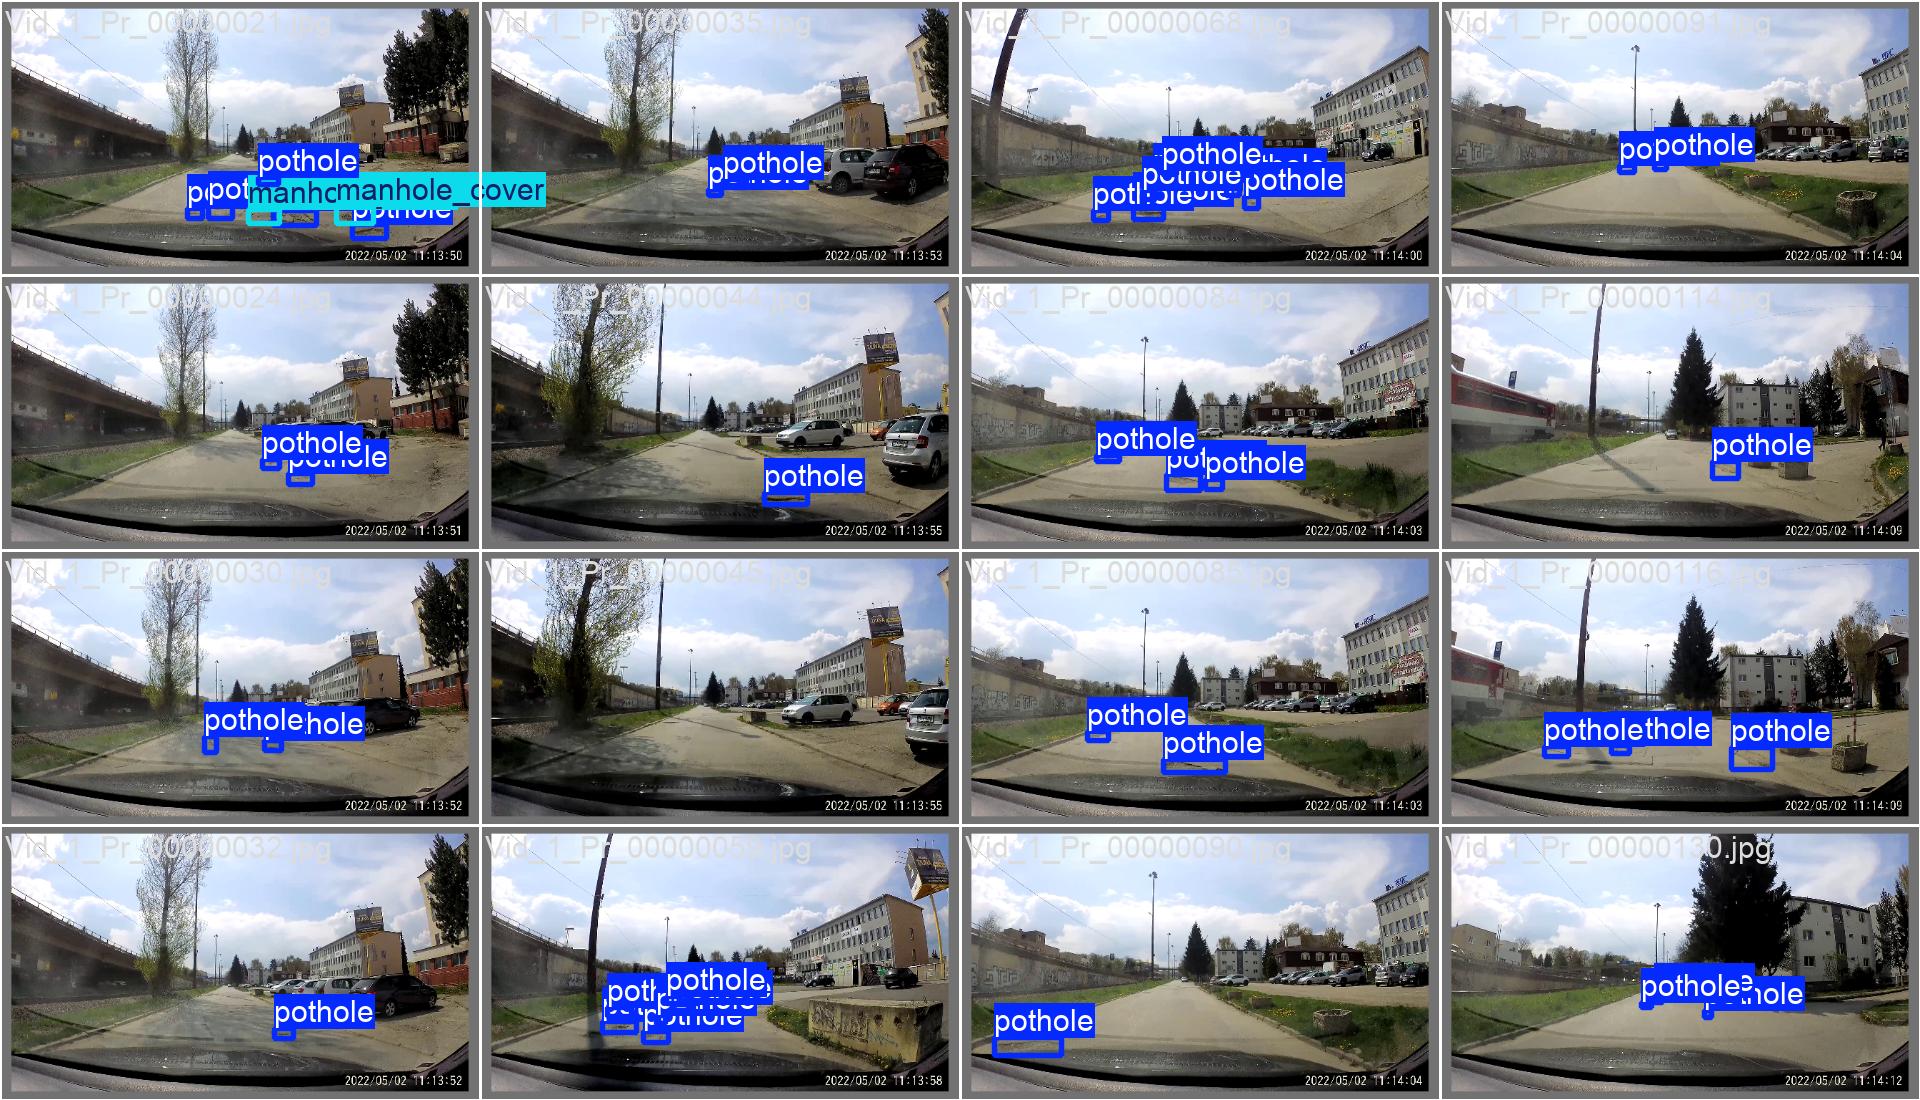 Vid_1_Pr_00000021.jpg
pothole
manhole_cover
pothole
2022/05/02 11:13:50
Vid_1_Pr_00000035.jpg
pothole
2022/05/02 11:13:53
Vid_1_Pr_00000068.jpg
pothole
pothole
pothole
2022/05/02 11:14:00
Vid_1_Pr_00000091.jpg
pothole
2022/05/02 11:14:04
Vid_1_Pr_00000024.jpg
pothole
pothole
2022/05/02 11:13:51
Vid_1_Pr_00000044.jpg
pothole
2022/05/02 11:13:55
Vid_1_Pr_00000084.jpg
pothole
pothole
2022/05/02 11:14:03
Vid_1_Pr_00000114.jpg
pothole
2022/05/02 11:14:09
Vid_1_Pr_00000030.jpg
pothole
2022/05/02 11:13:52
Vid_1_Pr_00000045.jpg
2022/05/02 11:13:55
Vid_1_Pr_00000085.jpg
pothole
pothole
2022/05/02 11:14:03
Vid_1_Pr_00000116.jpg
pothole
pothole
2022/05/02 11:14:09
Vid_1_Pr_00000032.jpg
pothole
2022/05/02 11:13:52
pothole
pothole
2022/05/02 11:13:58
Vid_1_Pr_00000090.jpg
pothole
2022/05/02 11:14:04
Vid_1_Pr_00000130.jpg
pothole
2022/05/02 11:14:12